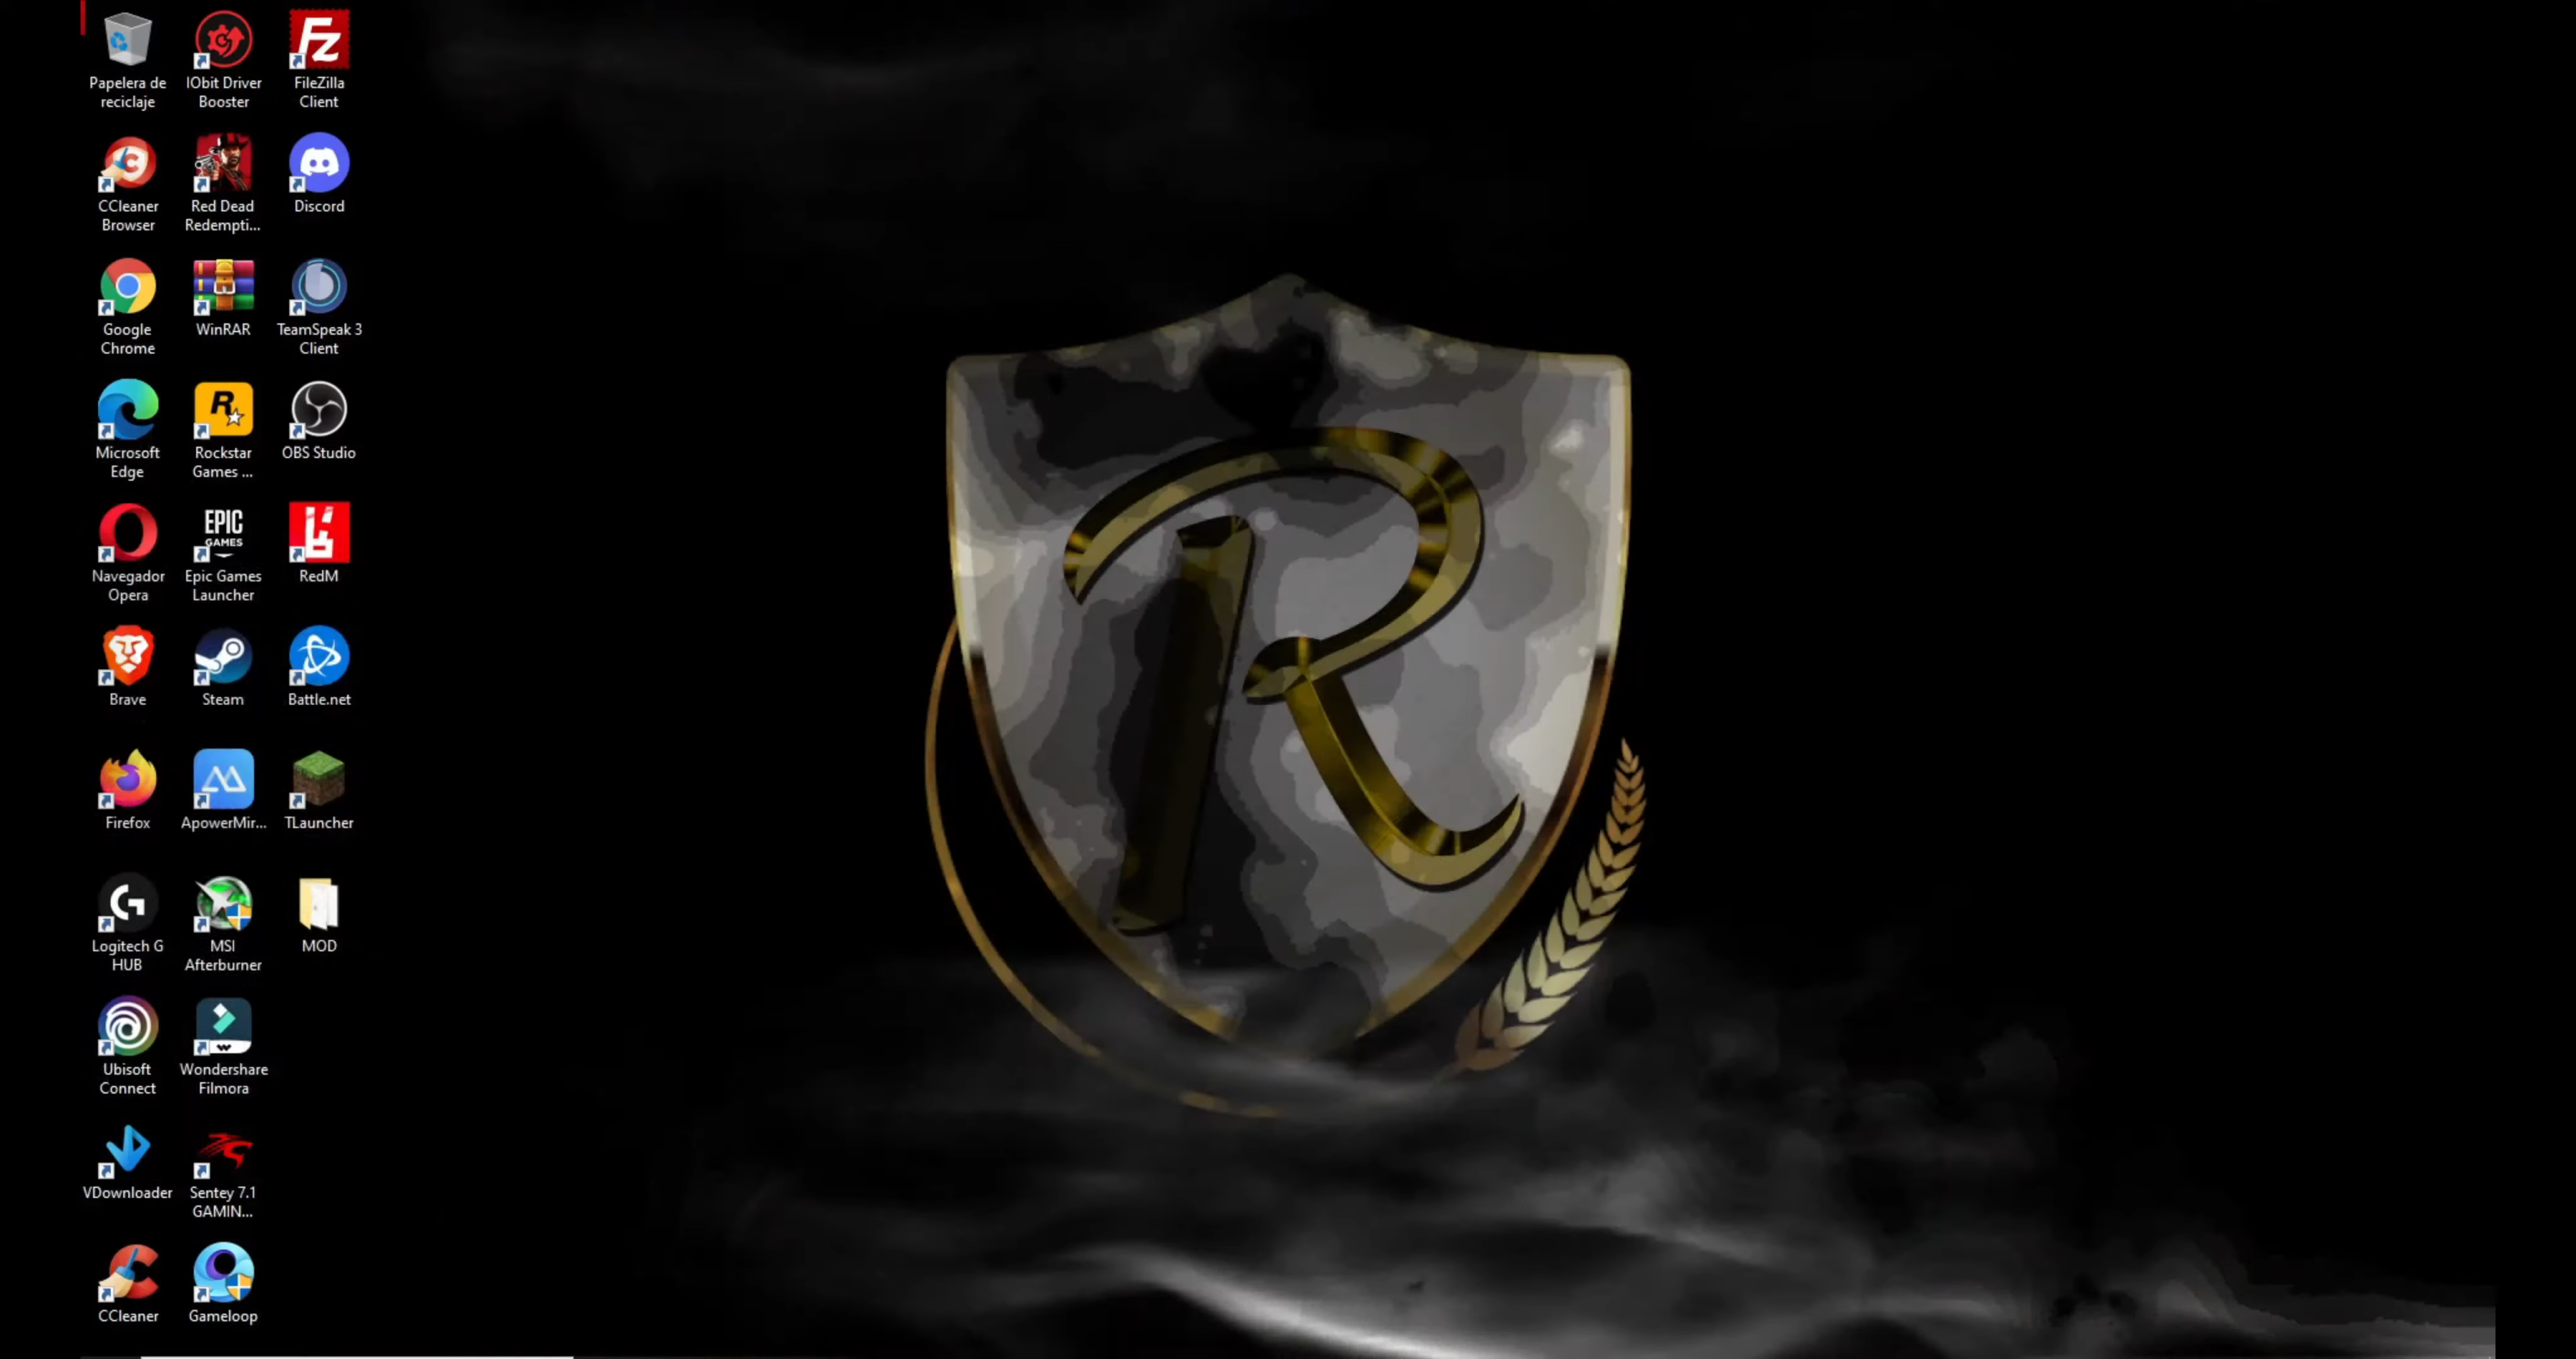 Papelera de
reciclaje
IObit Driver
Booster
FileZilla
Client
CCleaner
Browser
Red Dead
Redempti...
Discord
Google
Chrome
WinRAR
TeamSpeak 3
Client
Microsoft
Edge
Rockstar
Games ...
OBS Studio
EPIC
GAMES
Navegador
Opera
Epic Games
Launcher
RedM
Brave
Steam
Battle.net
Firefox
ApowerMir...
TLauncher
Logitech G
HUB
MSI
Afterburner
MOD
Ubisoft
Connect
Wondershare
Filmora
VDownloader
Sentey 7.1
GAMIN...
CCleaner
Gameloop
R